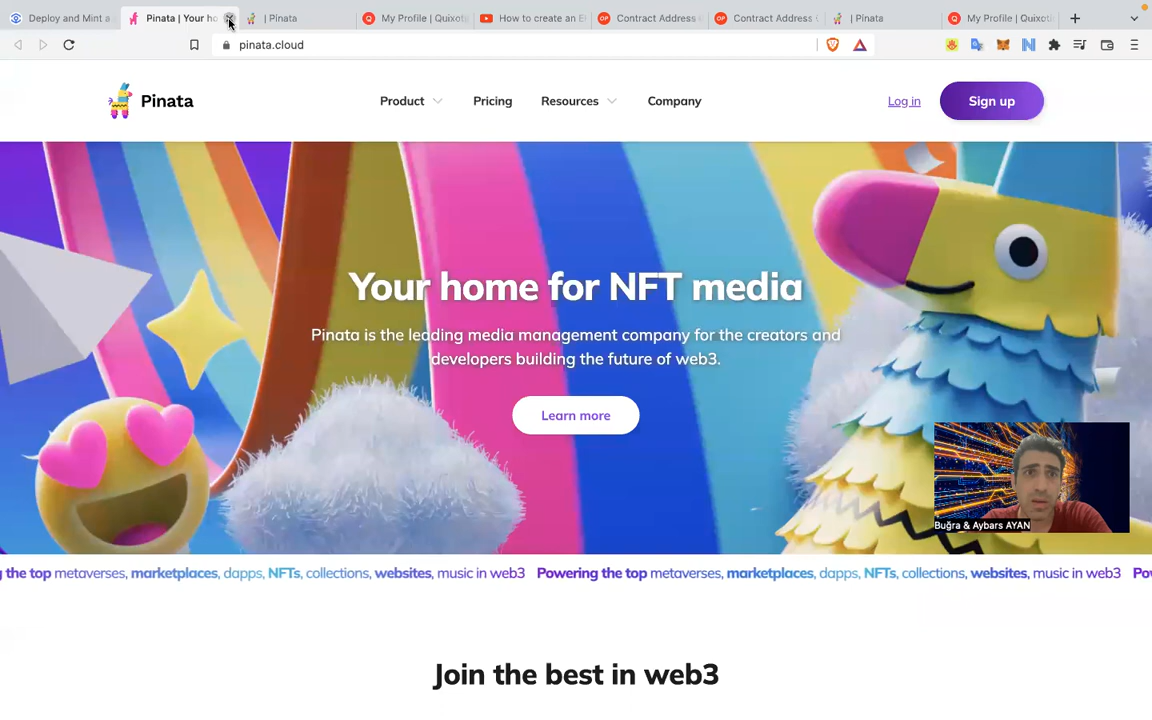 Deploy and Mint a
Pinata | Your ho
| Pinata
My Profile | Quixot
How to create an E
Contract Address
Contract Address
| Pinata
My Profile | Quixot
pinata.cloud
Pinata
Product
Pricing
Resources
Company
Log in
Sign up
Your home for NFT media
Pinata is the leading media management company for the creators and
developers building the future of web3.
Learn more
Buğra & Aybars AYAN
g the top metaverses, marketplaces, dapps, NFTs, collections, websites, music in web3 Powering the top metaverses, marketplaces, dapps, NFTs, collections, websites, music in web3 Po
Join the best in web3